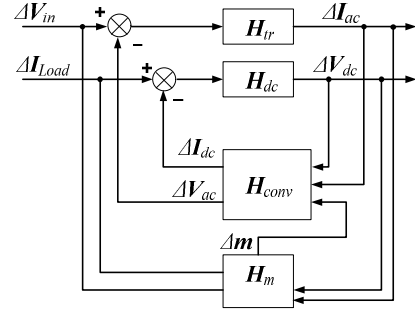 ΔV_in + − H_tr ΔI_ac
ΔI_Load + − H_dc ΔV_dc
ΔI_dc
H_conv
ΔV_ac
Δm
H_m